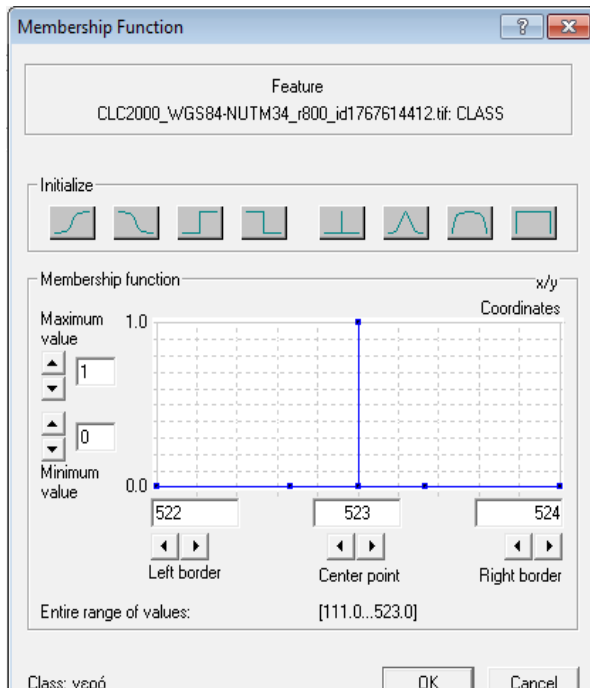 Membership Function
Feature
CLC2000_WGS84-NUTM34_r800_id1767614412.tif: CLASS
Initialize
Membership function
x/y
Coordinates
Maximum
value
1.0
1
0
Minimum
value
0.0
522
523
524
Left border
Center point
Right border
Entire range of values:
[111.0...523.0]
Class: νερό
OK
Cancel